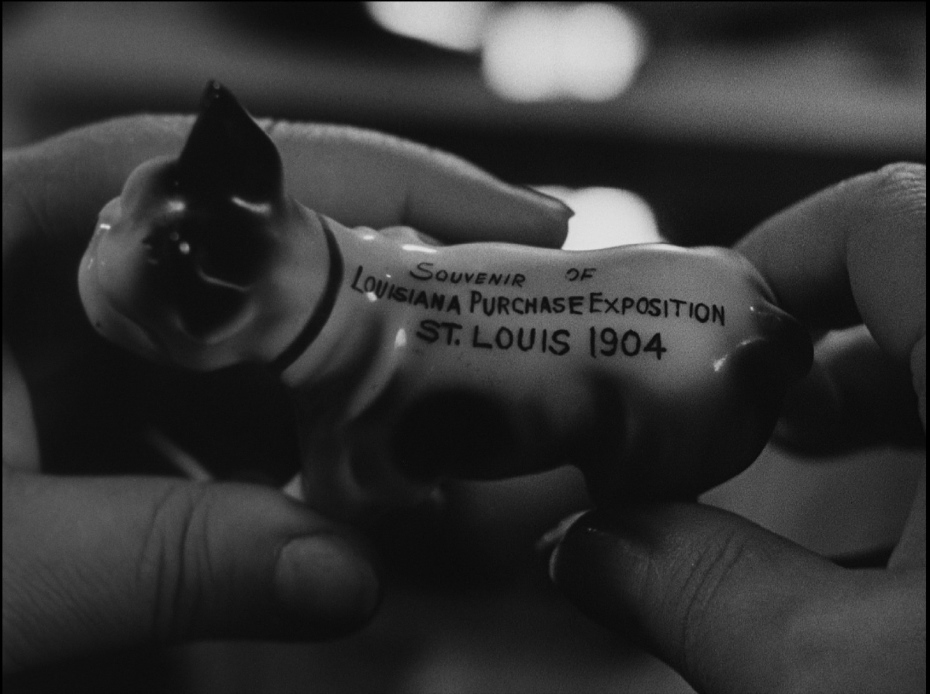 SOUVENIR OF
LOUISIANA PURCHASE EXPOSITION
ST. LOUIS 1904